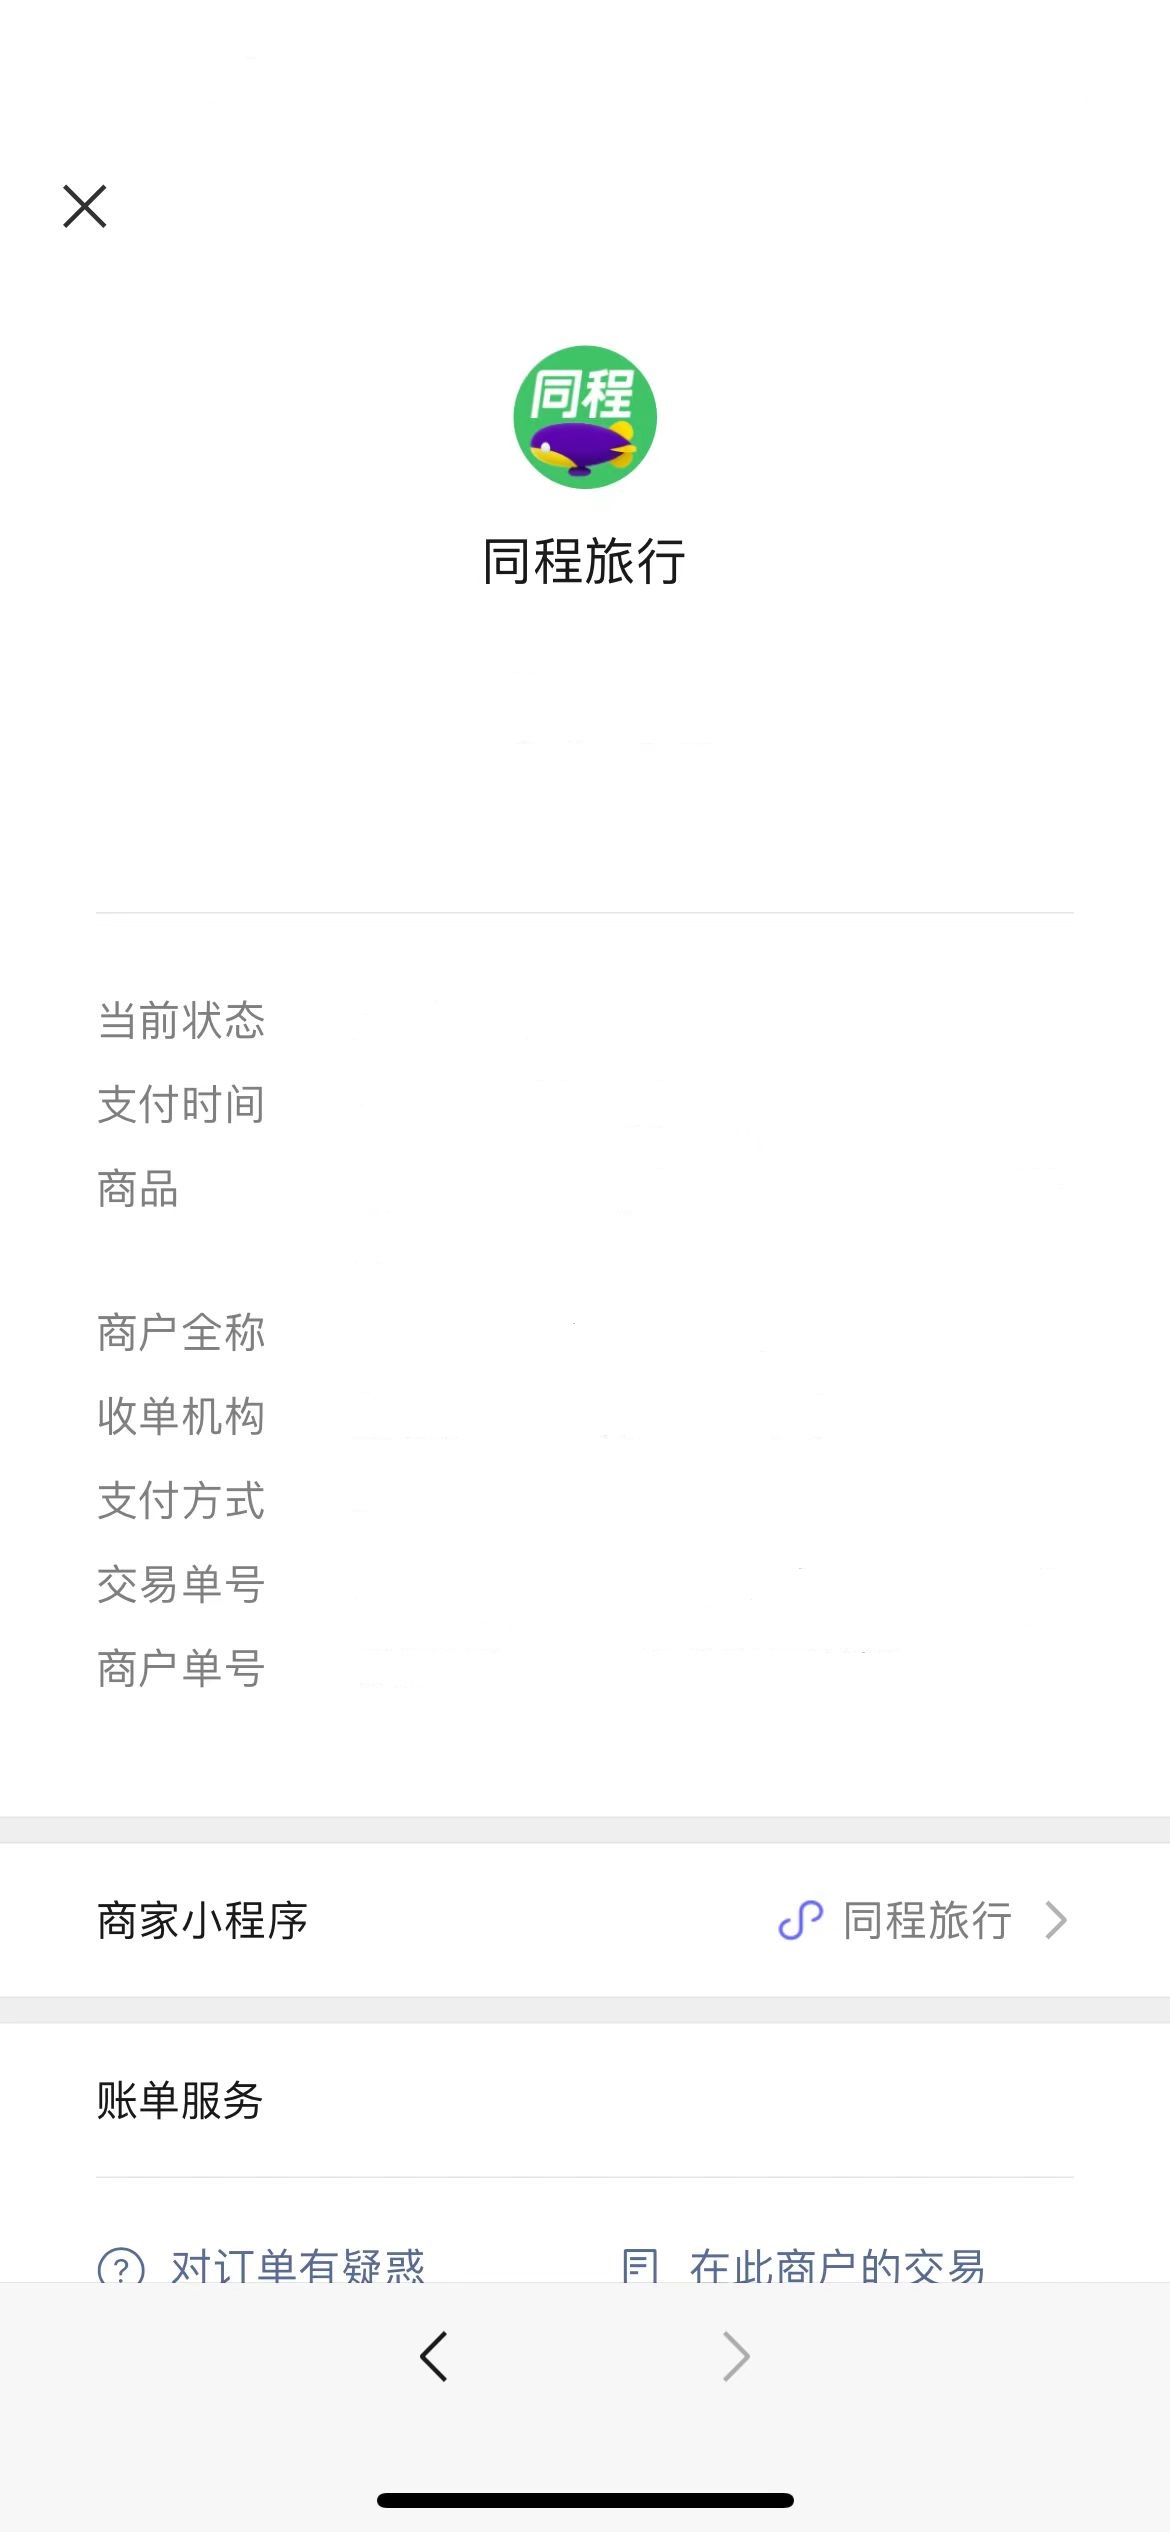 同程
同程旅行
当前状态
支付时间
商品
商户全称
收单机构
支付方式
交易单号
商户单号
商家小程序 同程旅行
账单服务
对订单有疑惑 在此商户的交易